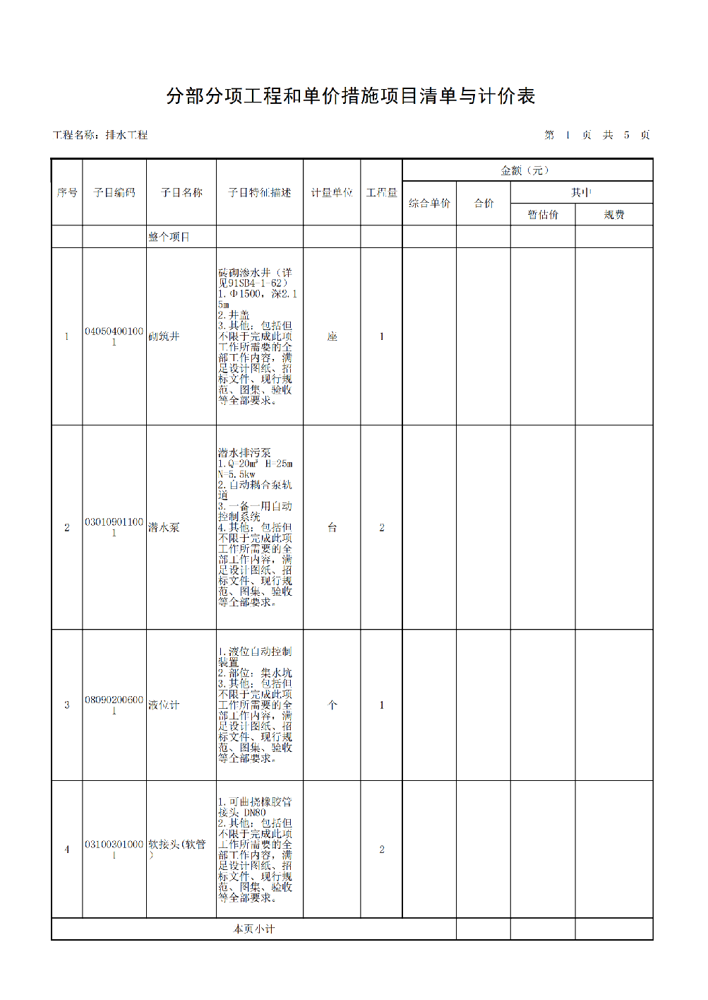 分部分项工程和单价措施项目清单与计价表
工程名称：排水工程
第 1 页 共 5 页
序号
子目编码
子目名称
子目特征描述
计量单位
工程量
金额（元）
综合单价
合价
其中
暂估价
规费
整个项目
1
04050400100
1
砌筑井
砖砌渗水井（详
见91SB4-1-62）
1.Φ1500，深2.1
5m
2.井盖
3.其他：包括但
不限于完成此项
工作所需要的全
部工作内容，满
足设计图纸、招
标文件、现行规
范、图集、验收
等全部要求。
座
1
2
03010901100
1
潜水泵
潜水排污泵
1.Q=20m³ H=25m
N=5.5kw
2.自动耦合泵轨
道
3.一备一用自动
控制系统
4.其他：包括但
不限于完成此项
工作所需要的全
部工作内容，满
足设计图纸、招
标文件、现行规
范、图集、验收
等全部要求。
台
2
3
08090200600
1
液位计
1.液位自动控制
装置
2.部位：集水坑
3.其他：包括但
不限于完成此项
工作所需要的全
部工作内容，满
足设计图纸、招
标文件、现行规
范、图集、验收
等全部要求。
个
1
4
03100301000
1
软接头(软管
)
1.可曲挠橡胶管
接头 DN80
2.其他：包括但
不限于完成此项
工作所需要的全
部工作内容，满
足设计图纸、招
标文件、现行规
范、图集、验收
等全部要求。
2
本页小计